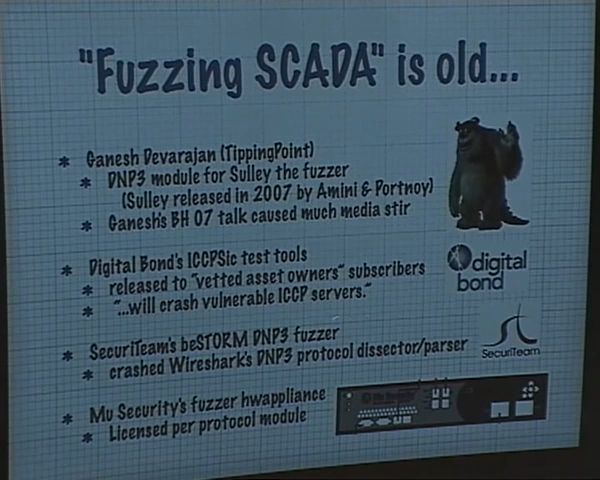 "Fuzzing SCADA" is old...
* Ganesh Devarajan (TippingPoint)
* DNP3 module for Sulley the fuzzer
(Sulley released in 2007 by Amini & Portnoy)
* Ganesh's BH 07 talk caused much media stir
* Digital Bond's ICCPSic test tools
* released to "vetted asset owners" subscribers
* "...will crash vulnerable ICCP servers."
digital
bond
* SecuriTeam's beSTORM DNP3 fuzzer
* crashed Wireshark's DNP3 protocol dissector/parser
SecuriTeam
* Mu Security's fuzzer hwappliance
* Licensed per protocol module